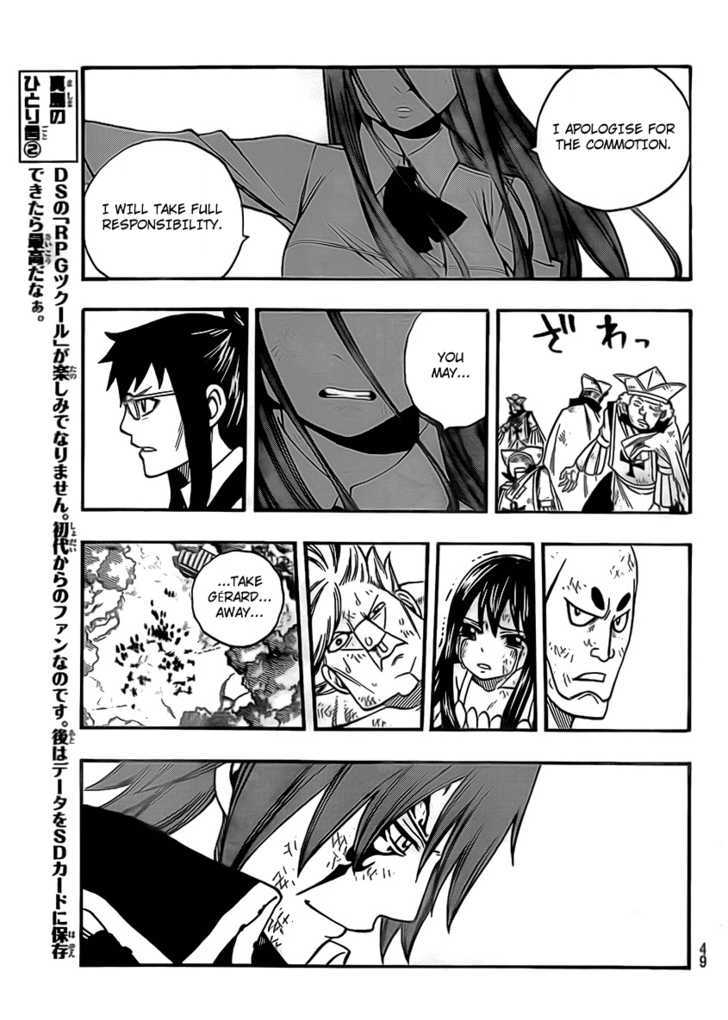 I APOLOGISE FOR
THE COMMOTION.
I WILL TAKE FULL
RESPONSIBILITY.
ざわっ
YOU
MAY...
...TAKE
GÉRARD...
AWAY...
真島の
ひとり言②
DSの「RPGツクール」が楽しみでなりません。初代からのファンなのです。後はデータをSDカードに保存
できたら最高だなぁ。
49